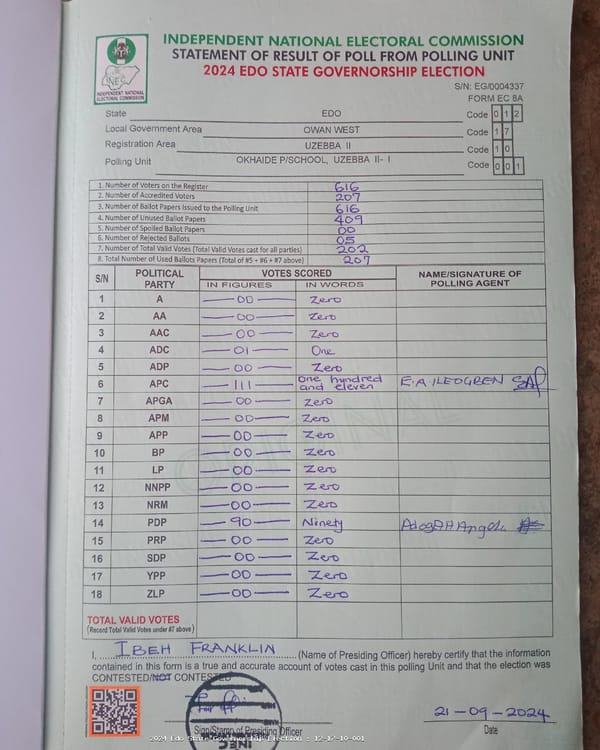 INDEPENDENT NATIONAL ELECTORAL COMMISSION
STATEMENT OF RESULT OF POLL FROM POLLING UNIT
2024 EDO STATE GOVERNORSHIP ELECTION
INEC
INDEPENDENT NATIONAL ELECTORAL COMMISSION
S/N: EG/0004337
FORM EC 8A
State EDO Code 0 1 2
Local Government Area OWAN WEST Code 1 7
Registration Area UZEBBA II Code 1 0
Polling Unit OKHAIDE P/SCHOOL, UZEBBA II- I Code 0 0 1
1. Number of Voters on the Register 616
2. Number of Accredited Voters 207
3. Number of Ballot Papers Issued to the Polling Unit 616
4. Number of Unused Ballot Papers 409
5. Number of Spoiled Ballot Papers 00
6. Number of Rejected Ballots 05
7. Number of Total Valid Votes (Total Valid Votes cast for all parties) 202
8. Total Number of Used Ballots Papers (Total of #5 + #6 + #7 above) 207
S/N POLITICAL PARTY VOTES SCORED NAME/SIGNATURE OF POLLING AGENT
IN FIGURES IN WORDS
1 A 00 Zero
2 AA 00 Zero
3 AAC 00 Zero
4 ADC 01 One
5 ADP 00 Zero
6 APC 111 One hundred and eleven E.A ILEOGREN
7 APGA 00 Zero
8 APM 00 Zero
9 APP 00 Zero
10 BP 00 Zero
11 LP 00 Zero
12 NNPP 00 Zero
13 NRM 00 Zero
14 PDP 90 Ninety
15 PRP 00 Zero
16 SDP 00 Zero
17 YPP 00 Zero
18 ZLP 00 Zero
TOTAL VALID VOTES
(Record Total Valid Votes under #7 above)
I, IBEH FRANKLIN (Name of Presiding Officer) hereby certify that the information
contained in this form is a true and accurate account of votes cast in this polling Unit and that the election was
CONTESTED/NOT CONTESTED
21-09-2024
Sign/Stamp of Presiding Officer Date
INEC
2024 Edo State Governorship Election : 12-17-10-001